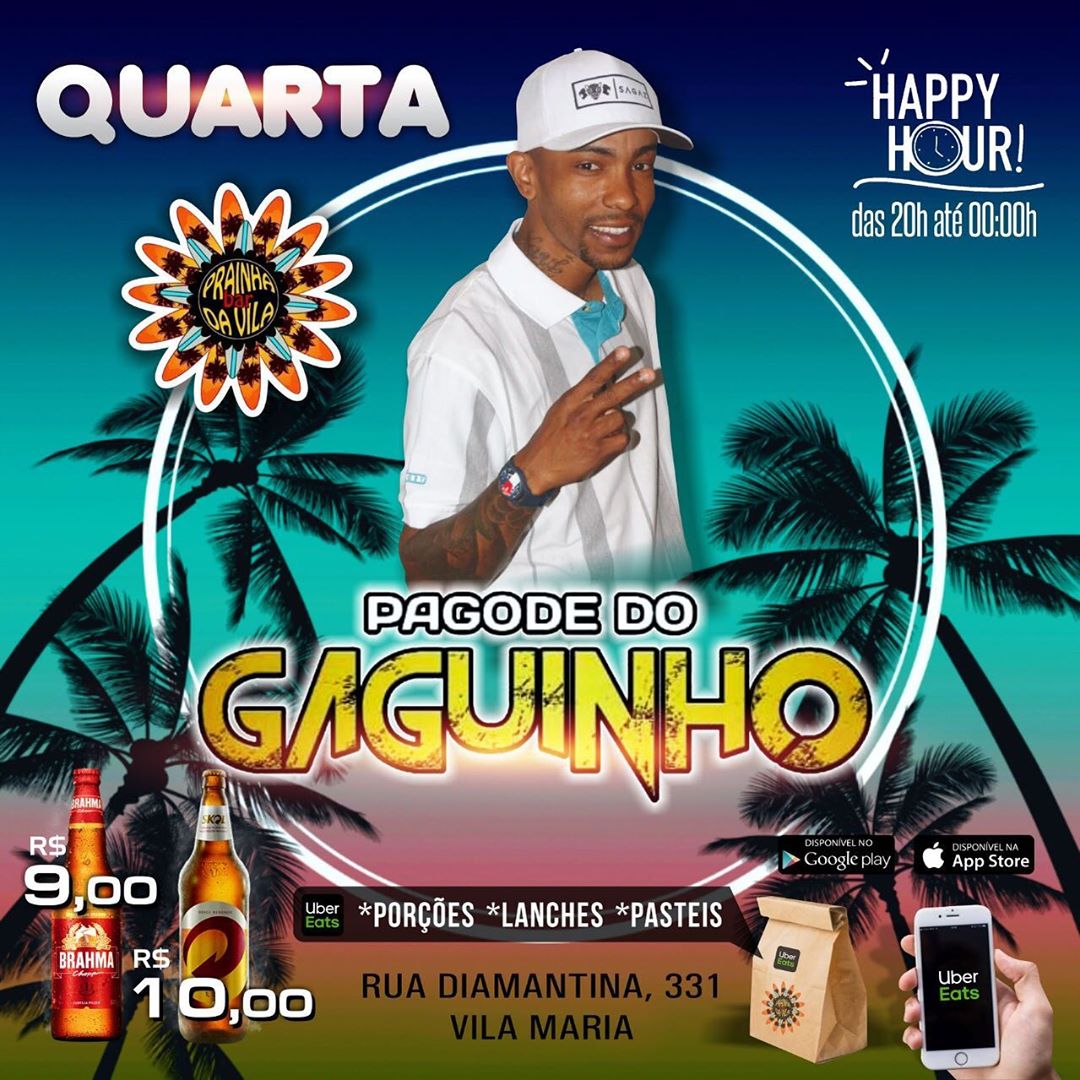 QUARTA
HAPPY
HOUR!
das 20h até 00:00h
SAGAZ
PRAINHA
bar
DA VILA
PAGODE DO
GAGUINHO
BRAHMA
SKOL
R$
9,00
BRAHMA
Chopp
R$
10,00
DISPONÍVEL NO
Google play
DISPONÍVEL NA
App Store
Uber
Eats
*PORÇÕES *LANCHES *PASTEIS
RUA DIAMANTINA, 331
VILA MARIA
Uber
Eats
Uber
Eats